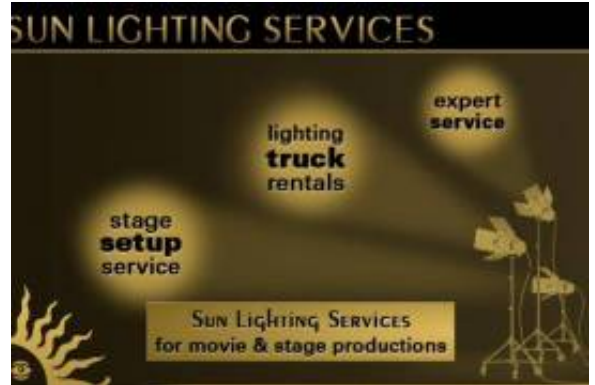 SUN LIGHTING SERVICES
expert
service
lighting
truck
rentals
stage
setup
service
Sun Lighting Services
for movie & stage productions